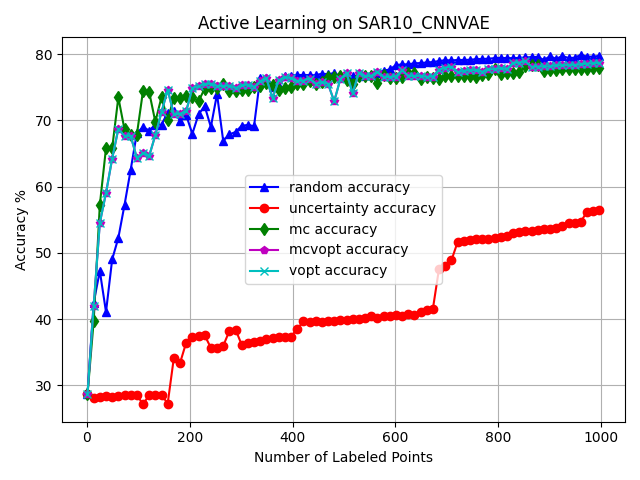 Active Learning on SAR10_CNNVAE
Accuracy %
80
70
60
50
40
30
random accuracy
uncertainty accuracy
mc accuracy
mcvopt accuracy
vopt accuracy
0 200 400 600 800 1000
Number of Labeled Points